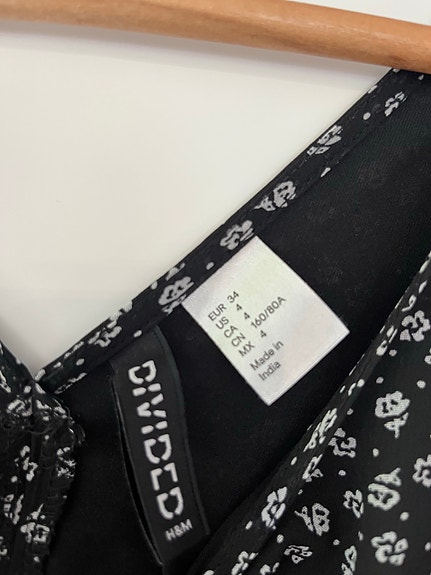 EUR 34
US 4
CA 4
CN 160/80A
MX 4
Made in
India
DIVIDED
H&M